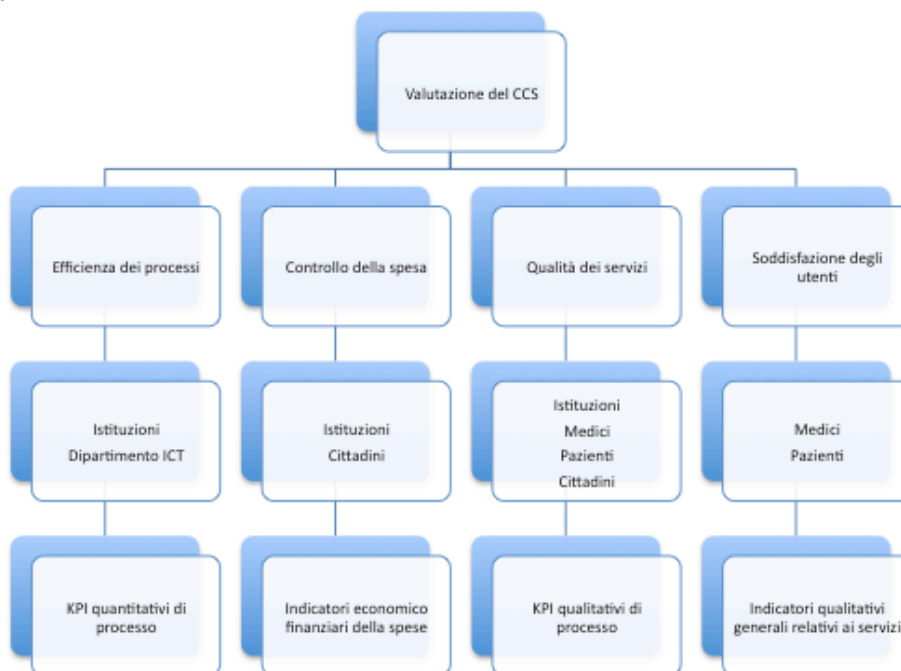 Valutazione del CCS
Efficienza dei processi
Controllo della spesa
Qualità dei servizi
Soddisfazione degli
utenti
Istituzioni
Dipartimento ICT
Istituzioni
Cittadini
Istituzioni
Medici
Pazienti
Cittadini
Medici
Pazienti
KPI quantitativi di
processo
Indicatori economico
finanziari della spese
KPI qualitativi di
processo
Indicatori qualitativi
generali relativi ai servizi